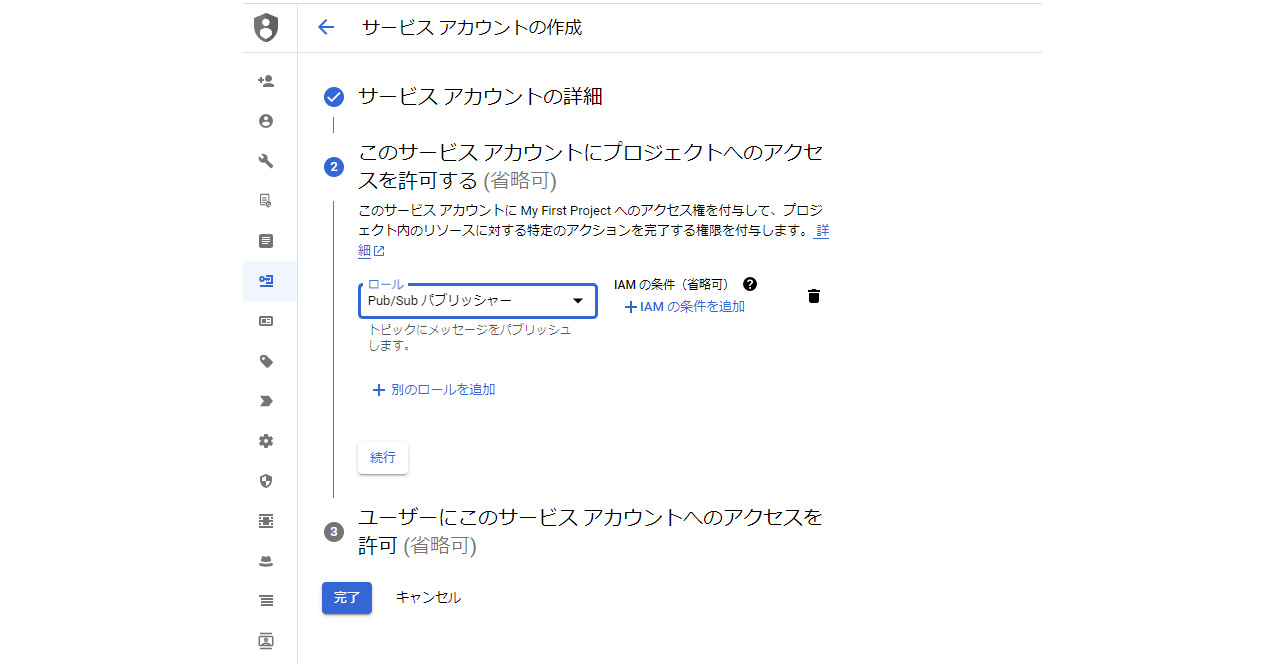 サービス アカウントの作成
サービス アカウントの詳細
2
このサービス アカウントにプロジェクトへのアクセ
スを許可する (省略可)
このサービス アカウントに My First Project へのアクセス権を付与して、プロジ
ェクト内のリソースに対する特定のアクションを完了する権限を付与します。 詳
細
ロール
Pub/Sub パブリッシャー
IAM の条件（省略可）
?
+ IAM の条件を追加
トピックにメッセージをパブリッシュ
します。
+ 別のロールを追加
続行
3
ユーザーにこのサービス アカウントへのアクセスを
許可 (省略可)
完了
キャンセル